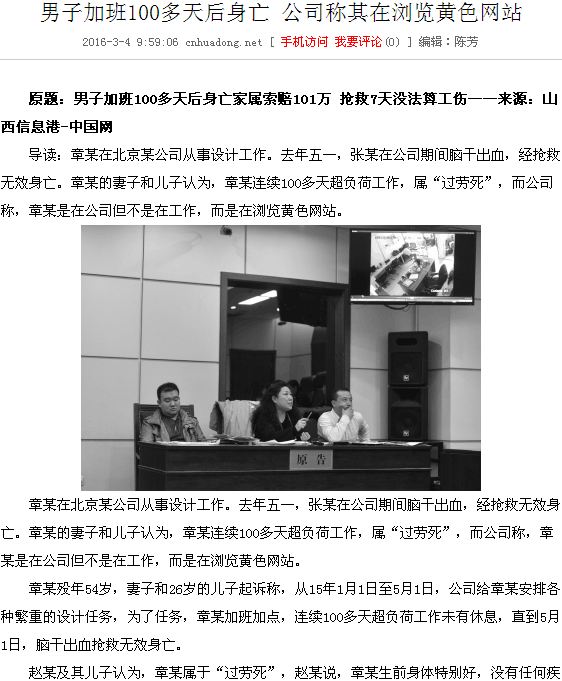 男子加班100多天后身亡 公司称其在浏览黄色网站
2016-3-4 9:59:06 cnhuadong.net [ 手机访问 我要评论(0) ] 编辑：陈芳
原题：男子加班100多天后身亡家属索赔101万 抢救7天没法算工伤——来源：山
西信息港-中国网
导读：章某在北京某公司从事设计工作。去年五一，张某在公司期间脑干出血，经抢救
无效身亡。章某的妻子和儿子认为，章某连续100多天超负荷工作，属“过劳死”，而公司
称，章某是在公司但不是在工作，而是在浏览黄色网站。
原告
章某在北京某公司从事设计工作。去年五一，张某在公司期间脑干出血，经抢救无效身
亡。章某的妻子和儿子认为，章某连续100多天超负荷工作，属“过劳死”，而公司称，章
某是在公司但不是在工作，而是在浏览黄色网站。
章某殁年54岁，妻子和26岁的儿子起诉称，从15年1月1日至5月1日，公司给章某安排各
种繁重的设计任务，为了任务，章某加班加点，连续100多天超负荷工作未有休息，直到5月
1日，脑干出血抢救无效身亡。
赵某及其儿子认为，章某属于“过劳死”，赵某说，章某生前身体特别好，没有任何疾